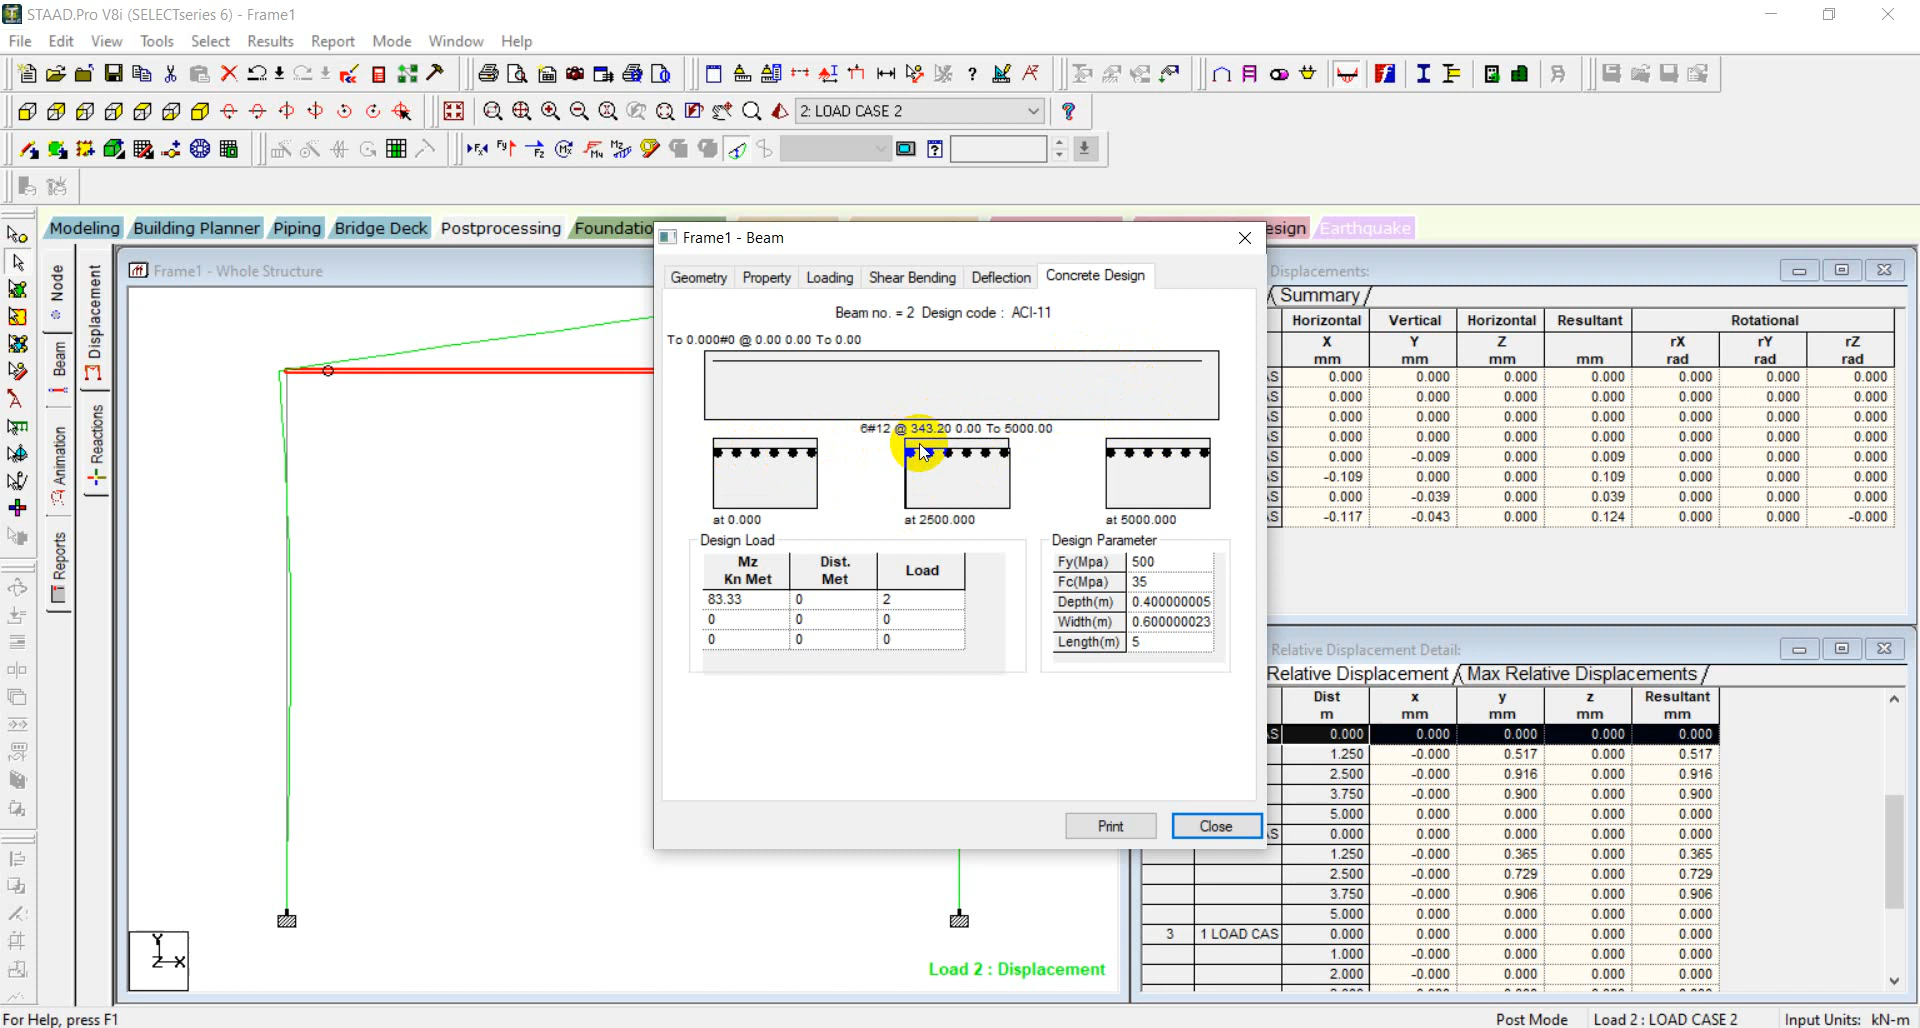 STAAD.Pro V8i (SELECTseries 6) - Frame1
File Edit View Tools Select Results Report Mode Window Help
2: LOAD CASE 2
Modeling Building Planner Piping Bridge Deck Postprocessing Foundatio esign Earthquake
Node
Beam
Animation
Reports
Displacement
Reactions
Frame1 - Whole Structure
Load 2 : Displacement
Frame1 - Beam
Geometry Property Loading Shear Bending Deflection Concrete Design
Beam no. = 2 Design code : ACI-11
To 0.000#0 @ 0.00 0.00 To 0.00
6#12 @ 343.20 0.00 To 5000.00
at 0.000 at 2500.000 at 5000.000
Design Load
Mz Kn Met Dist. Met Load
83.33 0 2
0 0 0
0 0 0
Design Parameter
Fy(Mpa) 500
Fc(Mpa) 35
Depth(m) 0.400000005
Width(m) 0.600000023
Length(m) 5
Print Close
Displacements:
Summary
Horizontal Vertical Horizontal Resultant Rotational
X mm Y mm Z mm mm rX rad rY rad rZ rad
AS 0.000 0.000 0.000 0.000 0.000 0.000 0.000
AS 0.000 0.000 0.000 0.000 0.000 0.000 0.000
AS 0.000 0.000 0.000 0.000 0.000 0.000 0.000
AS 0.000 0.000 0.000 0.000 0.000 0.000 0.000
AS 0.000 -0.009 0.000 0.009 0.000 0.000 0.000
AS -0.109 0.000 0.000 0.109 0.000 0.000 0.000
AS 0.000 -0.039 0.000 0.039 0.000 0.000 0.000
AS -0.117 -0.043 0.000 0.124 0.000 0.000 -0.000
Relative Displacement Detail:
Relative Displacement Max Relative Displacements
Dist m x mm y mm z mm Resultant mm
AS 0.000 0.000 0.000 0.000 0.000
1.250 -0.000 0.517 0.000 0.517
2.500 -0.000 0.916 0.000 0.916
3.750 -0.000 0.900 0.000 0.900
5.000 0.000 0.000 0.000 0.000
AS 0.000 0.000 0.000 0.000 0.000
1.250 -0.000 0.365 0.000 0.365
2.500 -0.000 0.729 0.000 0.729
3.750 -0.000 0.906 0.000 0.906
5.000 0.000 0.000 0.000 0.000
3 1 LOAD CAS 0.000 0.000 0.000 0.000 0.000
1.000 -0.000 0.000 0.000 0.000
2.000 -0.000 0.000 0.000 0.000
Y
Z X
For Help, press F1 Post Mode Load 2 : LOAD CASE 2 Input Units: kN-m